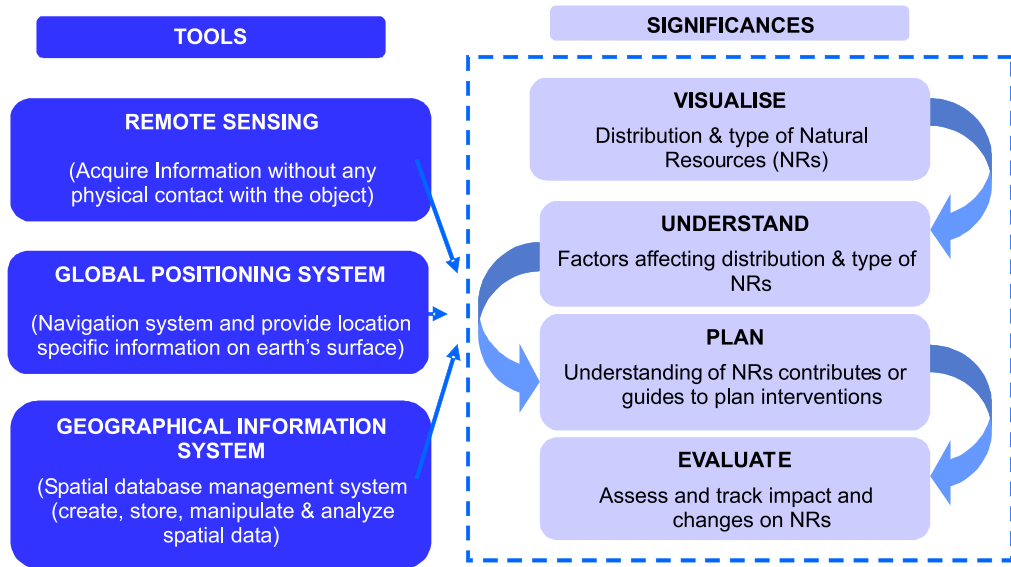 TOOLS
REMOTE SENSING
(Acquire Information without any
physical contact with the object)
GLOBAL POSITIONING SYSTEM
(Navigation system and provide location
specific information on earth’s surface)
GEOGRAPHICAL INFORMATION
SYSTEM
(Spatial database management system
(create, store, manipulate & analyze
spatial data)
SIGNIFICANCES
VISUALISE
Distribution & type of Natural
Resources (NRs)
UNDERSTAND
Factors affecting distribution & type of
NRs
PLAN
Understanding of NRs contributes or
guides to plan interventions
EVALUATE
Assess and track impact and
changes on NRs